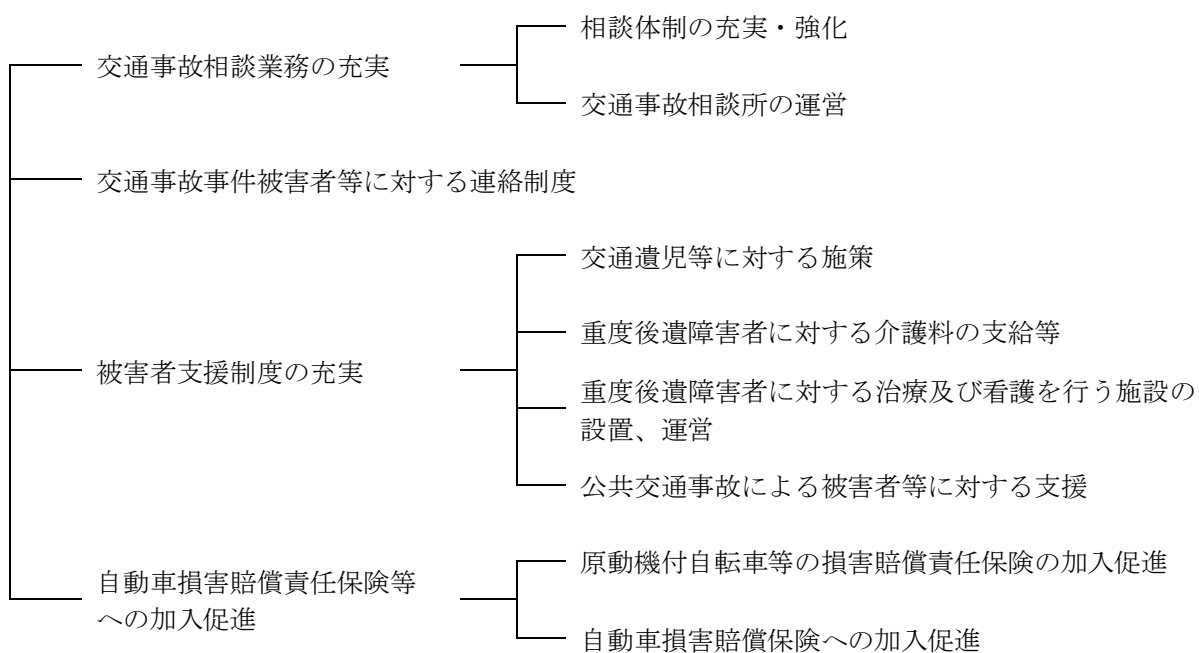 相談体制の充実・強化
交通事故相談業務の充実
交通事故相談所の運営
交通事故事件被害者等に対する連絡制度
交通遺児等に対する施策
重度後遺障害者に対する介護料の支給等
被害者支援制度の充実
重度後遺障害者に対する治療及び看護を行う施設の
設置、運営
公共交通事故による被害者等に対する支援
原動機付自転車等の損害賠償責任保険の加入促進
自動車損害賠償責任保険等
への加入促進
自動車損害賠償保険への加入促進